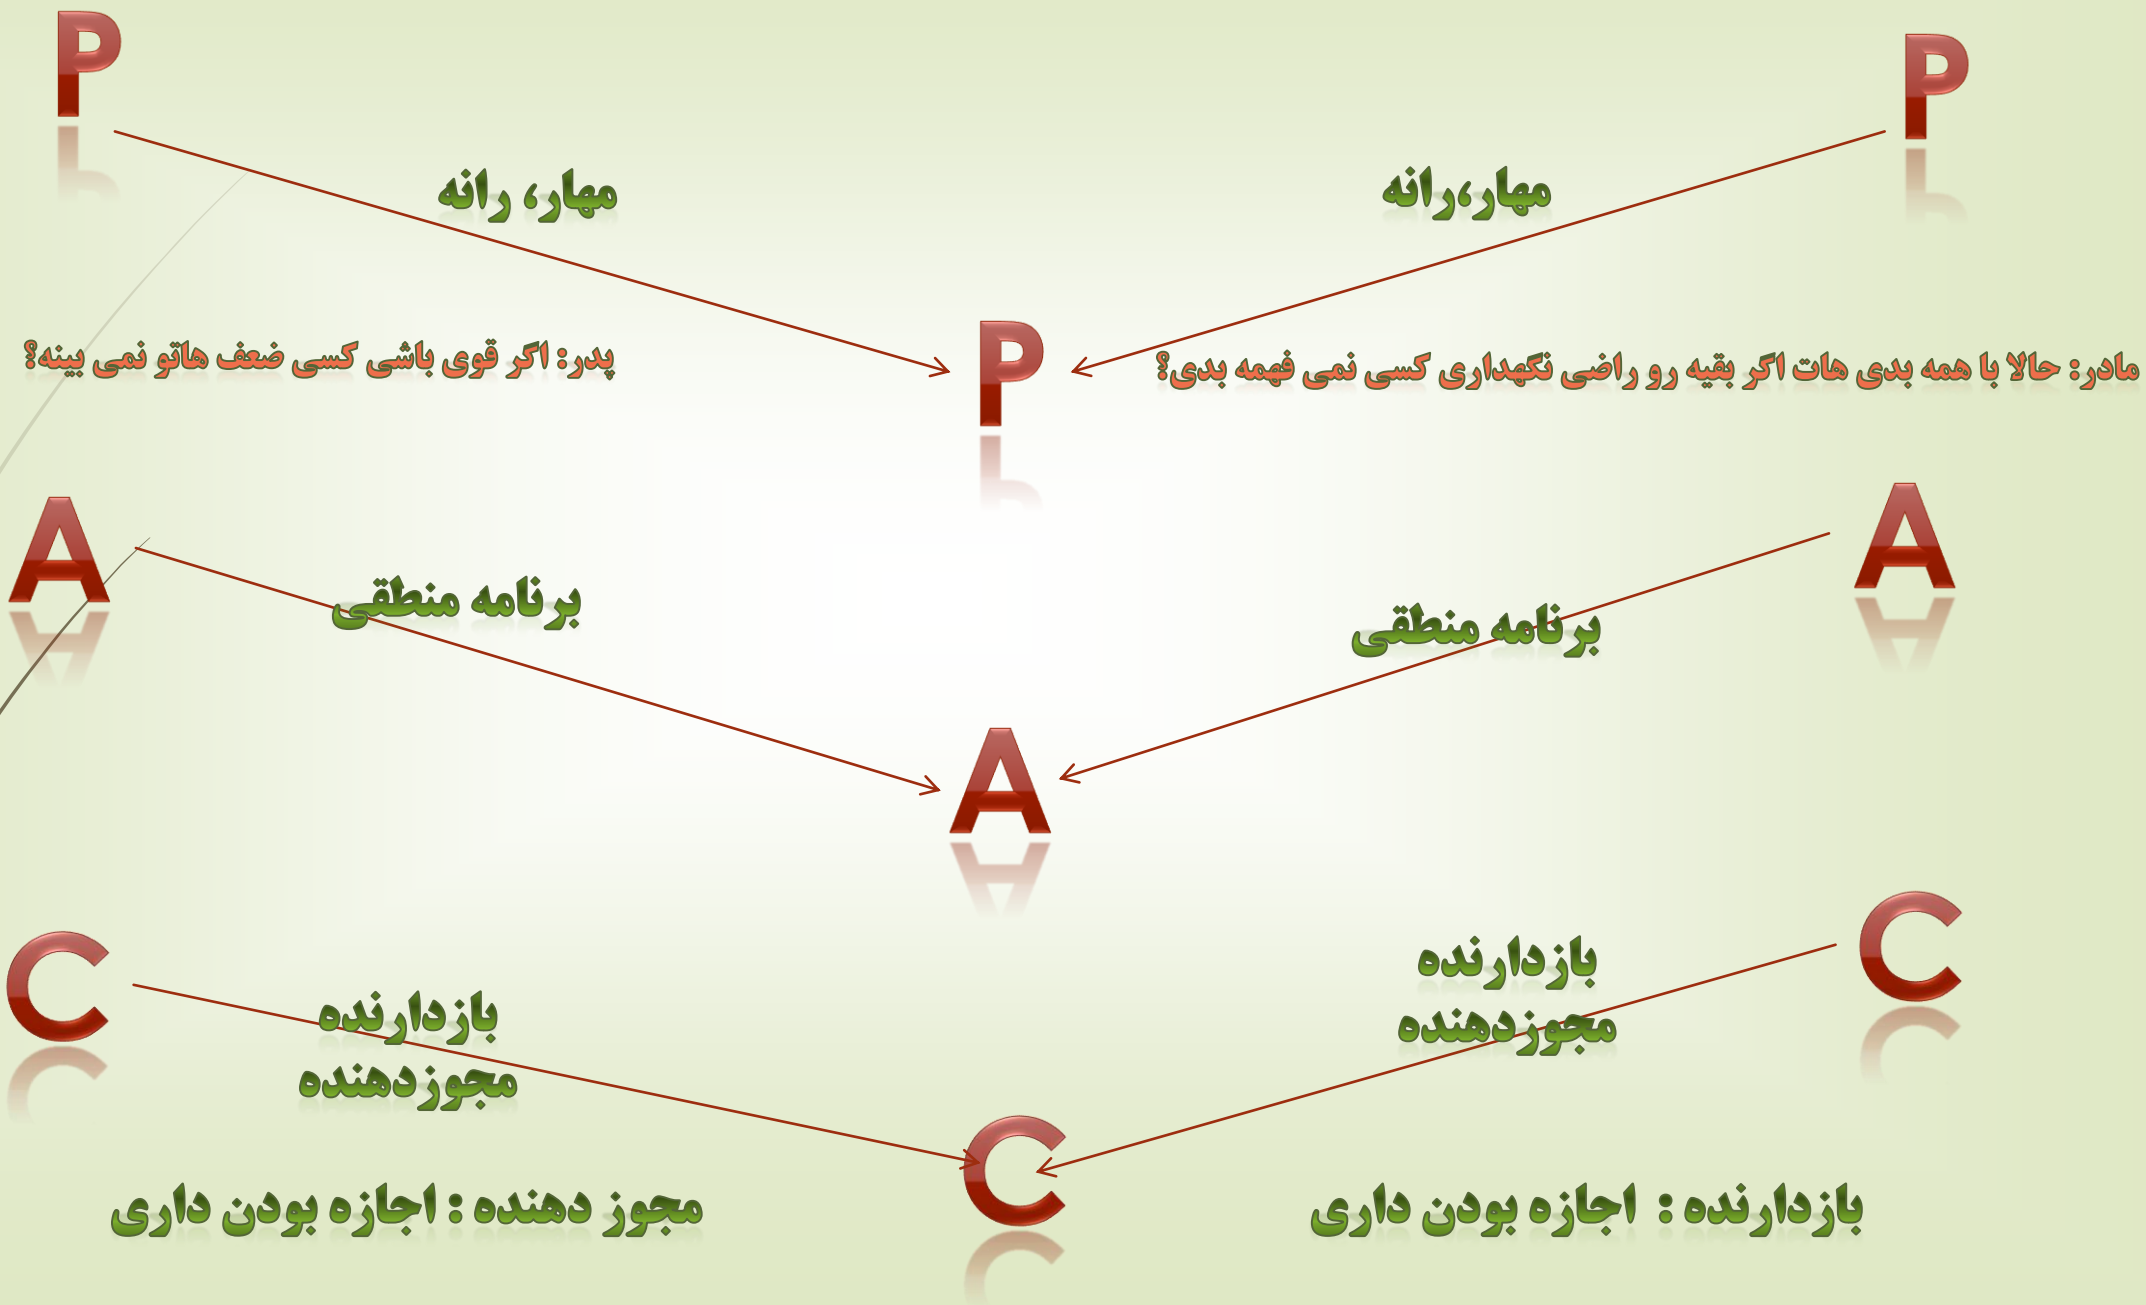 P
P
مهار،رانه
مهار، رانه
P
مادر: حالا با همه بدی هات اگر بقیه رو راضی نگهداری کسی نمی فهمه بدی؟
پدر: اگر قوی باشی کسی ضعف هاتو نمی بینه؟
A
A
برنامه منطقی
برنامه منطقی
A
C
C
بازدارنده
مجوزدهنده
بازدارنده
مجوزدهنده
C
بازدارنده : اجازه بودن داری
مجوز دهنده : اجازه بودن داری